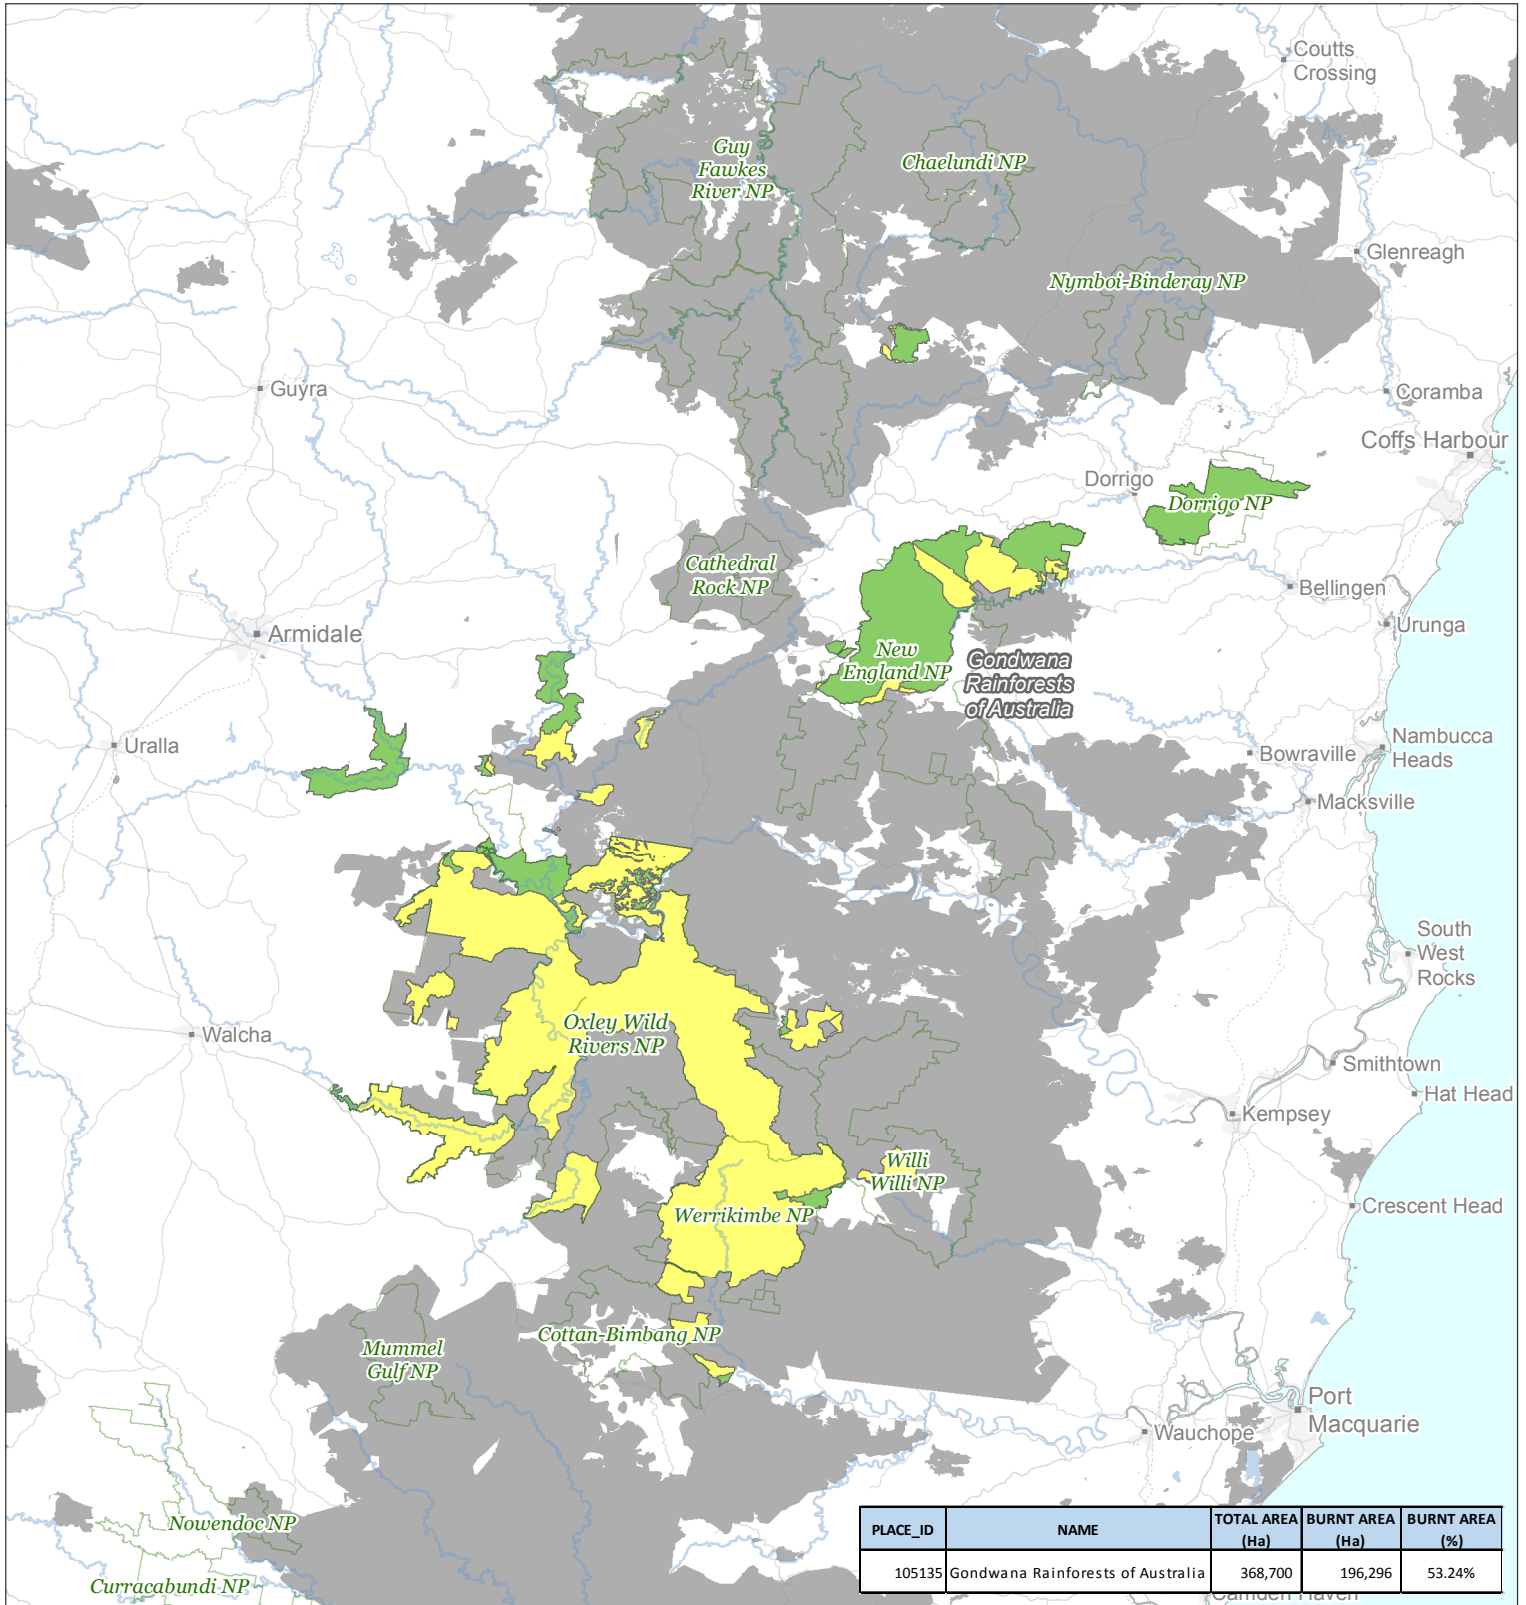 Coutts
Crossing
Guy
Fawkes
River NP
Chaelundi NP
Glenreagh
Nymboi-Binderay NP
Guyra
Coramba
Coffs Harbour
Dorrigo
Dorrigo NP
Cathedral
Rock NP
Bellingen
Armidale
Urunga
New
England NP
Gondwana
Rainforests
of Australia
Uralla
Nambucca
Heads
Bowraville
Macksville
South
West
Rocks
Oxley Wild
Rivers NP
Walcha
Smithtown
Hat Head
Kempsey
Willi
Willi NP
Crescent Head
Werrikimbe NP
Cottan-Bimbang NP
Mummel
Gulf NP
Port
Macquarie
Wauchope
Nowendoc NP
Curracabundi NP
PLACE_ID NAME TOTAL AREA (Ha) BURNT AREA (Ha) BURNT AREA (%)
105135 Gondwana Rainforests of Australia 368,700 196,296 53.24%
Camden Haven